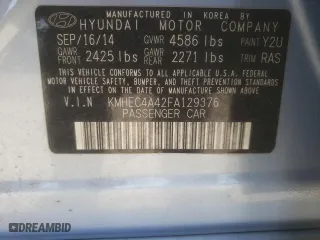 MANUFACTURED IN KOREA BY
HYUNDAI MOTOR COMPANY
SEP/16/14 GVWR 4586 lbs PAINT Y2U
GAWR FRONT 2425 lbs GAWR REAR 2271 lbs TRIM RAS
THIS VEHICLE CONFORMS TO ALL APPLICABLE FEDERAL
MOTOR VEHICLE SAFETY, BUMPER, AND THEFT PREVENTION
STANDARDS IN EFFECT ON THE DATE OF MANUFACTURE SHOWN ABOVE.
V.I.N KMHEC4A42FA129376
PASSENGER CAR
DREAMBID